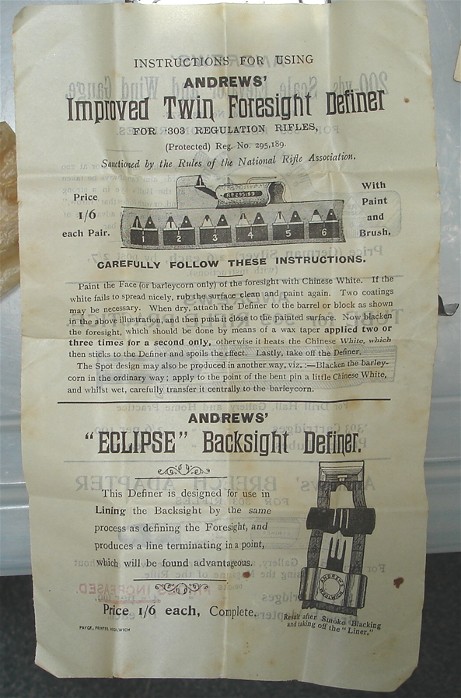 INSTRUCTIONS FOR USING
ANDREWS'
Improved Twin Foresight Definer
FOR ·303 REGULATION RIFLES,
(Protected) Reg. No. 295,189.
Sanctioned by the Rules of the National Rifle Association.
Price
1/6
each Pair.
1 2 3 4 5 6
With
Paint
and
Brush.
CAREFULLY FOLLOW THESE INSTRUCTIONS.
Paint the Face (or barleycorn only) of the foresight with Chinese White. If the
white fails to spread nicely, rub the surface clean and paint again. Two coatings
may be necessary. When dry, attach the Definer to the barrel or block as shown
in the above illustration, and then push it close to the painted surface. Now blacken
the foresight, which should be done by means of a wax taper applied two or
three times for a second only, otherwise it heats the Chinese White, which
then sticks to the Definer and spoils the effect. Lastly, take off the Definer.
The Spot design may also be produced in another way, viz.:—Blacken the barley-
corn in the ordinary way; apply to the point of the bent pin a little Chinese White,
and whilst wet, carefully transfer it centrally to the barleycorn.
ANDREWS'
"ECLIPSE" Backsight Definer.
This Definer is designed for use in
Lining the Backsight by the same
process as defining the Foresight, and
produces a line terminating in a point,
which will be found advantageous.
Price 1/6 each, Complete.
Result after Smoke Blacking
and taking off the "Liner."